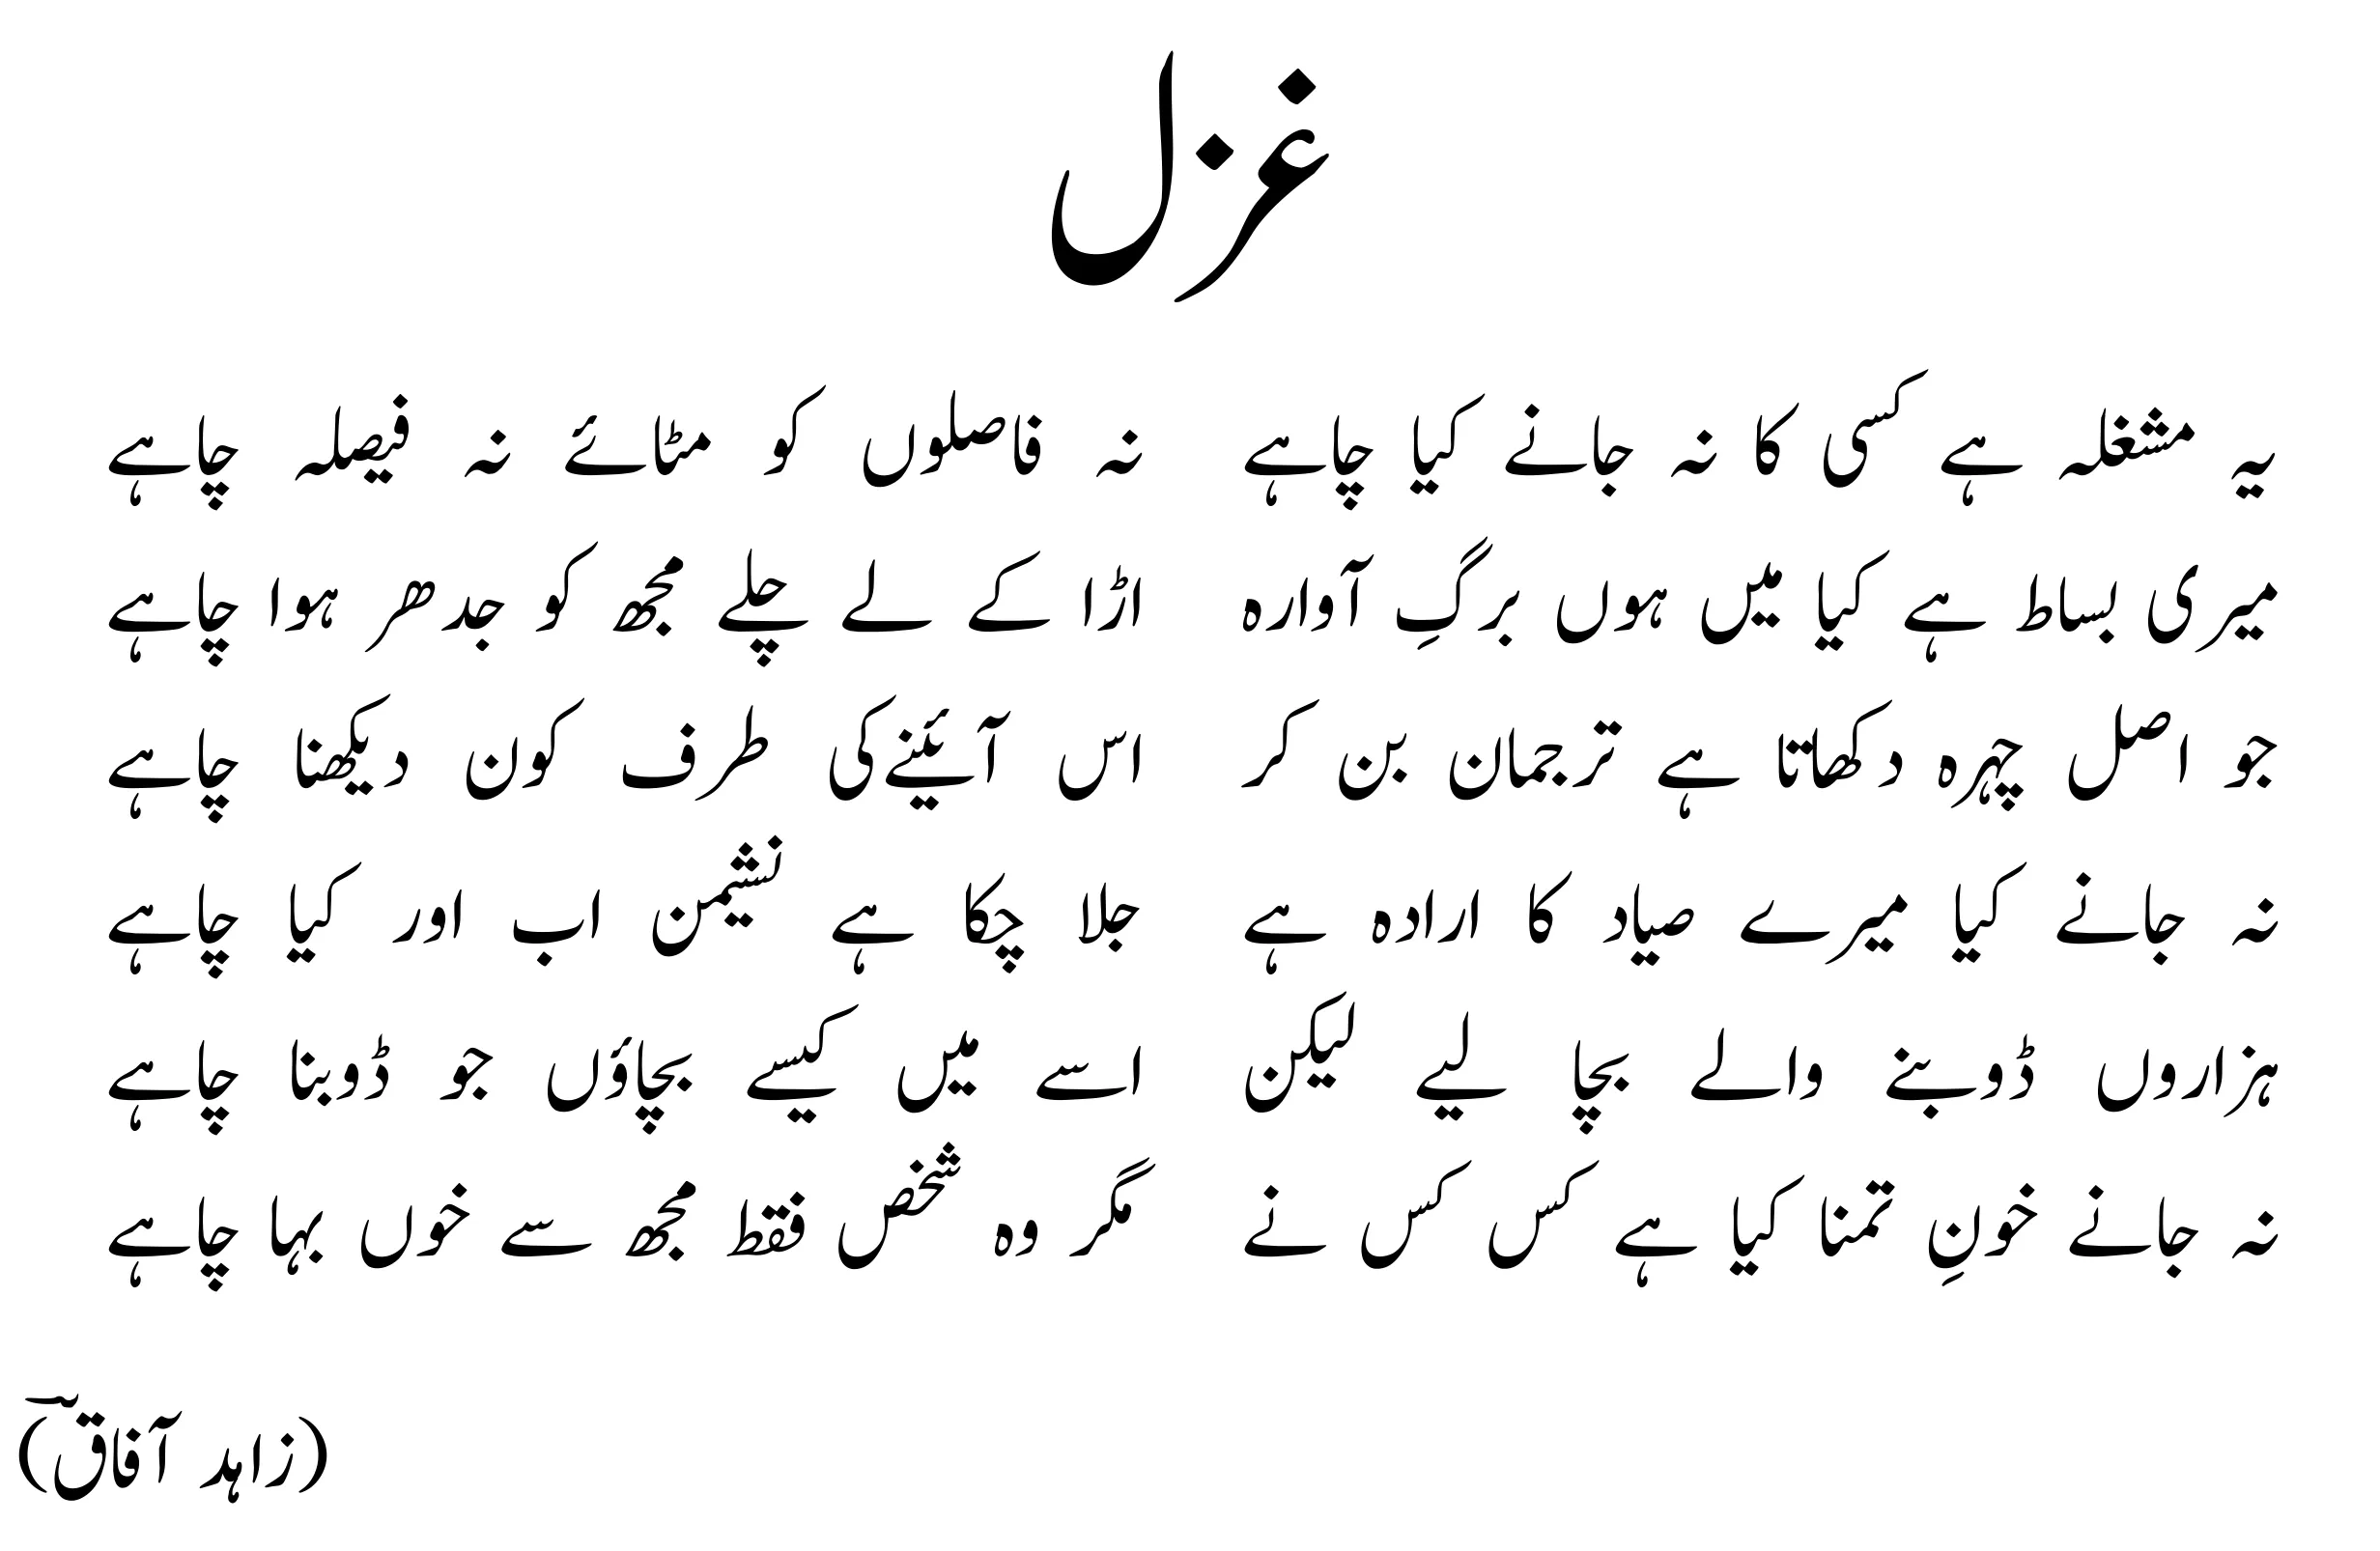 غزل
یہ مشغلہ ہے کسی کا نہ جانے کیا چاہے نہ فاصلوں کو مٹائے نہ فیصلہ چاہے
میری بساط ہے کیا میں ہوں برگِ آوارہ اڑا کے لے چلے مجھ کو جدھر ہوا چاہے
جو اصل چہرہ دکھاتا ہے ترجمان بن کر اس آئینے کی طرف کون دیکھنا چاہے
نہ جانے کیا میرے صیاد کا ارادہ ہے جلا چکا ہے نشیمن اب اور کیا چاہے
ہزاروں ڈوبنے والے بچا لیے لیکن اسے میں کیسے بچاؤں جو ڈوبنا چاہے
نہ جانے خونِ تمنا کیا ہے کس کس نے مگر وہ شخص فقط مجھ سے خوں بہا چاہے
(زاہد آفاقؔ)